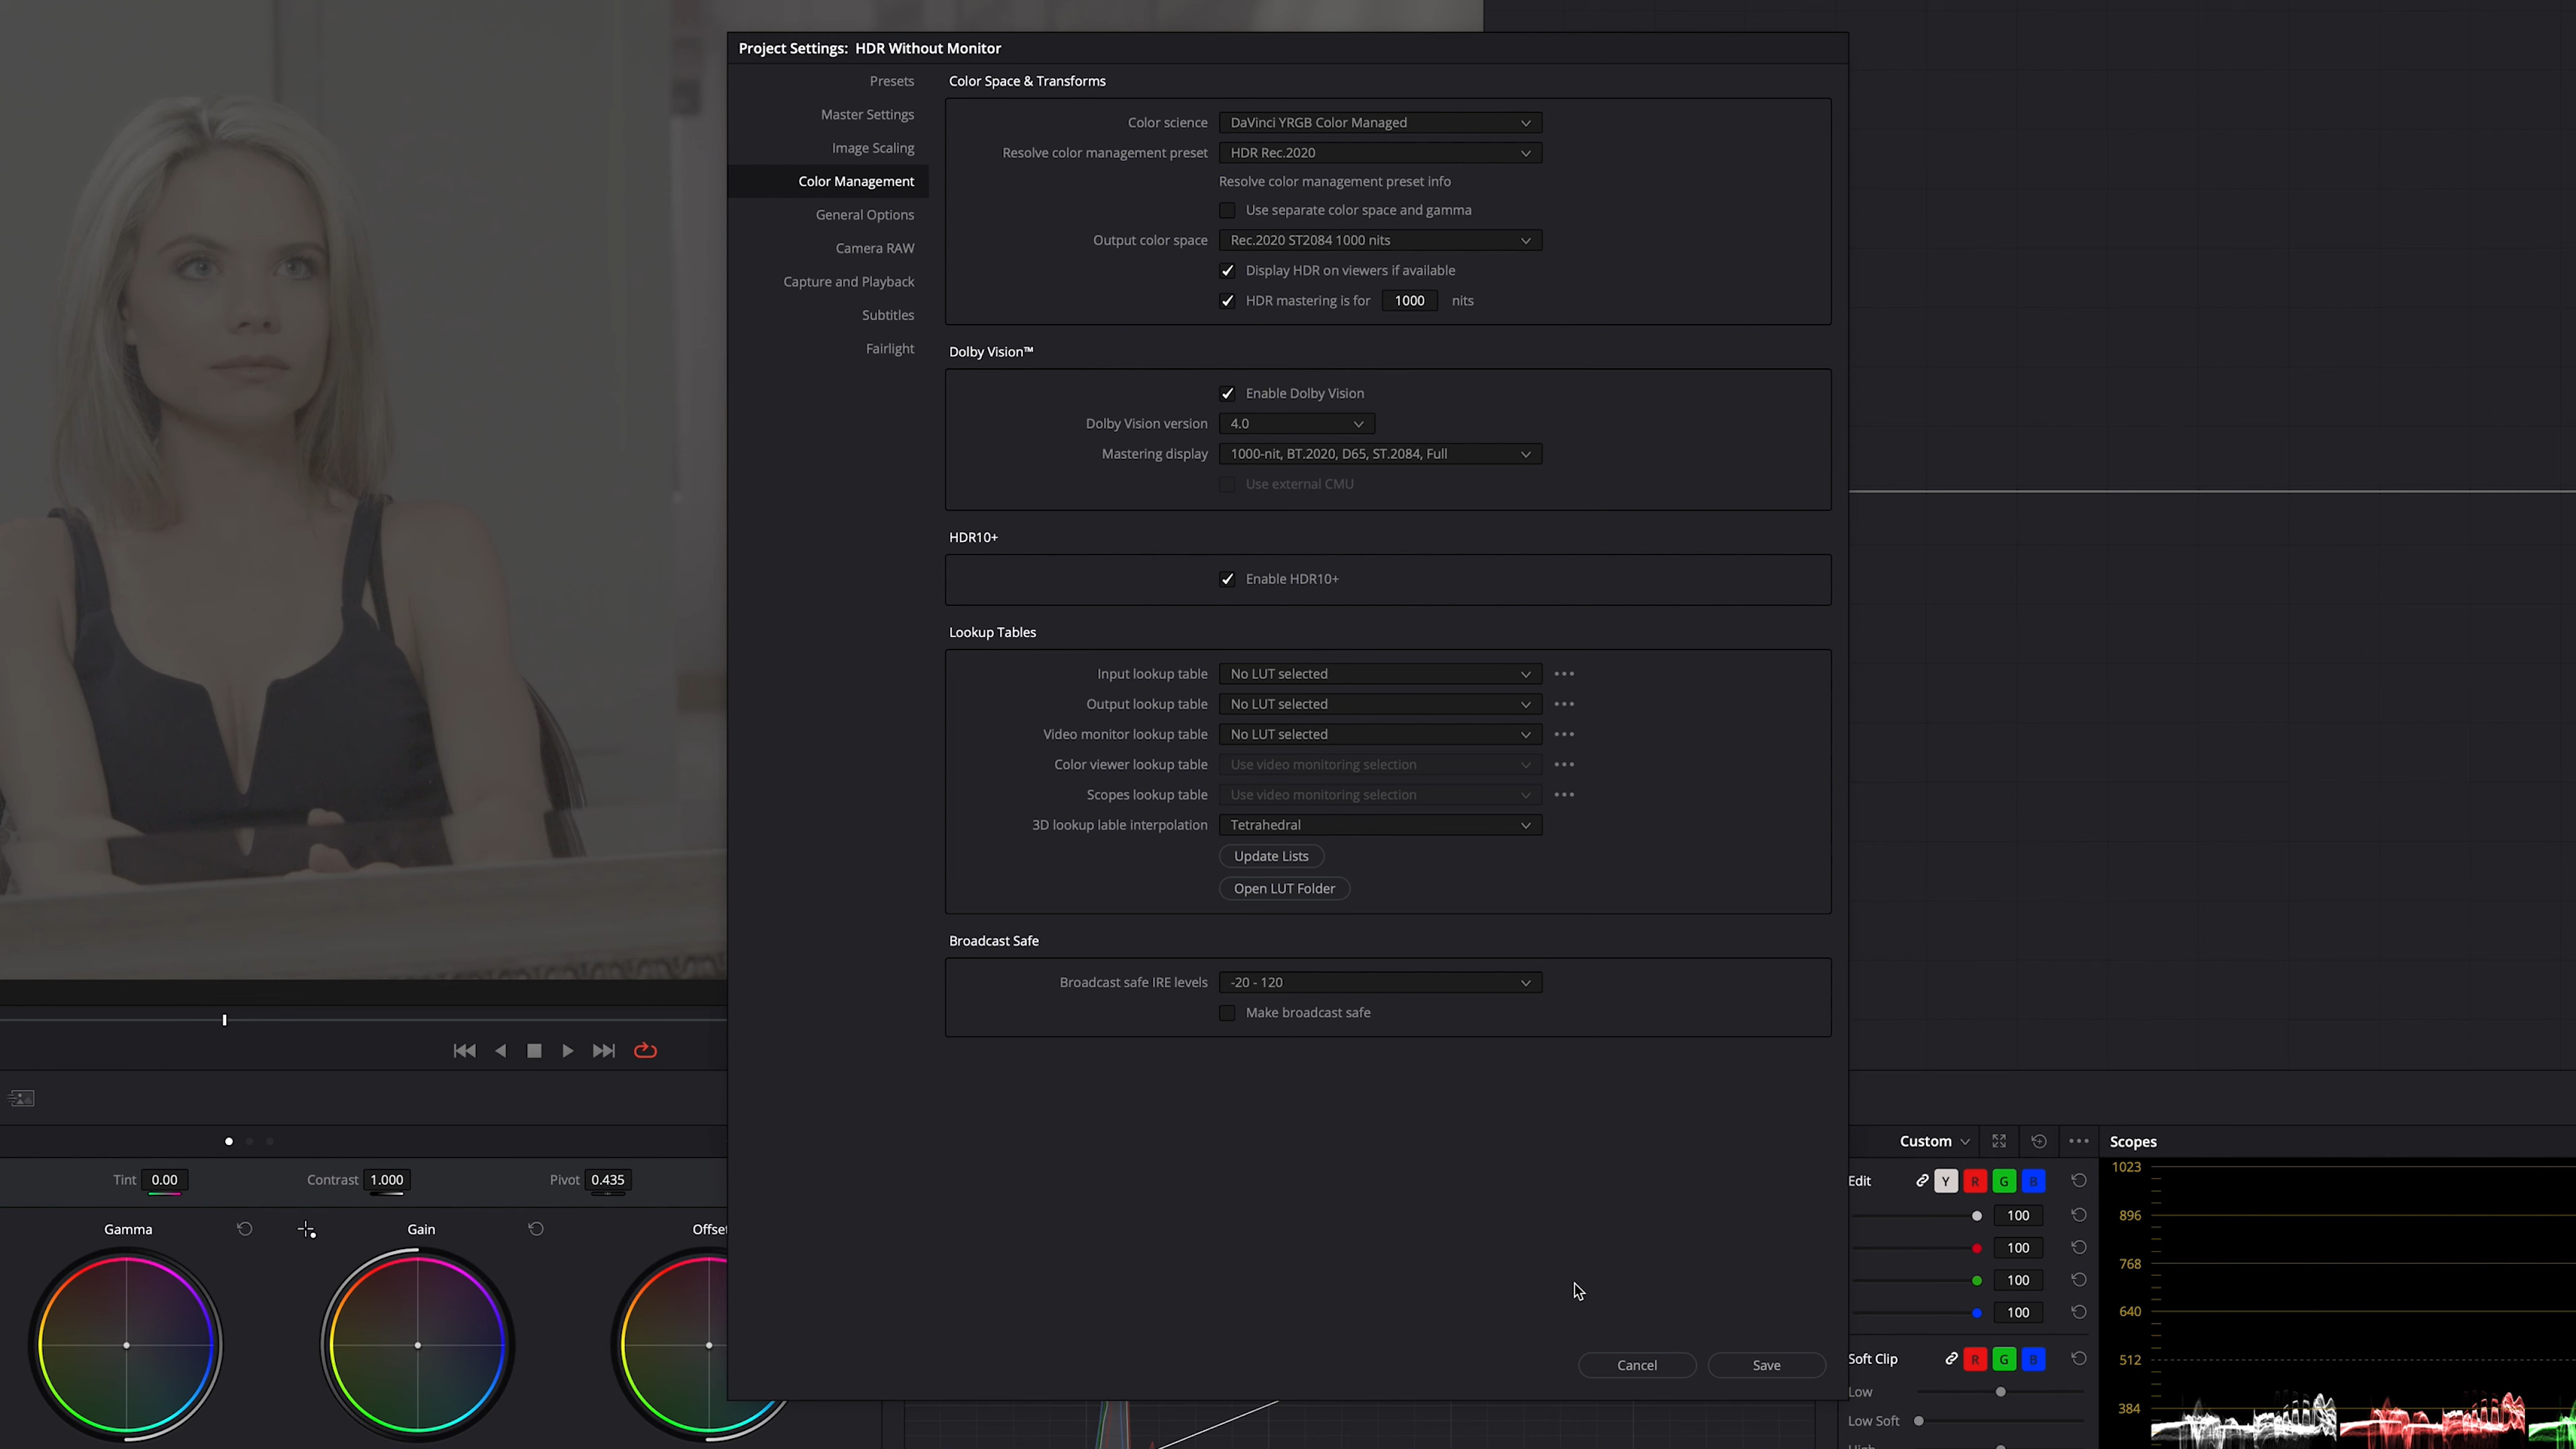 Project Settings: HDR Without Monitor
Presets
Master Settings
Image Scaling
Color Management
General Options
Camera RAW
Capture and Playback
Subtitles
Fairlight
Color Space & Transforms
Color science DaVinci YRGB Color Managed
Resolve color management preset HDR Rec.2020
Resolve color management preset info
Use separate color space and gamma
Output color space Rec.2020 ST2084 1000 nits
Display HDR on viewers if available
HDR mastering is for 1000 nits
Dolby Vision™
Enable Dolby Vision
Dolby Vision version 4.0
Mastering display 1000-nit, BT.2020, D65, ST.2084, Full
Use external CMU
HDR10+
Enable HDR10+
Lookup Tables
Input lookup table No LUT selected
Output lookup table No LUT selected
Video monitor lookup table No LUT selected
Color viewer lookup table Use video monitoring selection
Scopes lookup table Use video monitoring selection
3D lookup table interpolation Tetrahedral
Update Lists
Open LUT Folder
Broadcast Safe
Broadcast safe IRE levels -20 - 120
Make broadcast safe
Cancel Save
Tint 0.00 Contrast 1.000 Pivot 0.435
Gamma Gain Offset
Custom
Edit Y R G B
100
100
100
100
Soft Clip R G B
Low
Low Soft
Scopes
1023
896
768
640
512
384